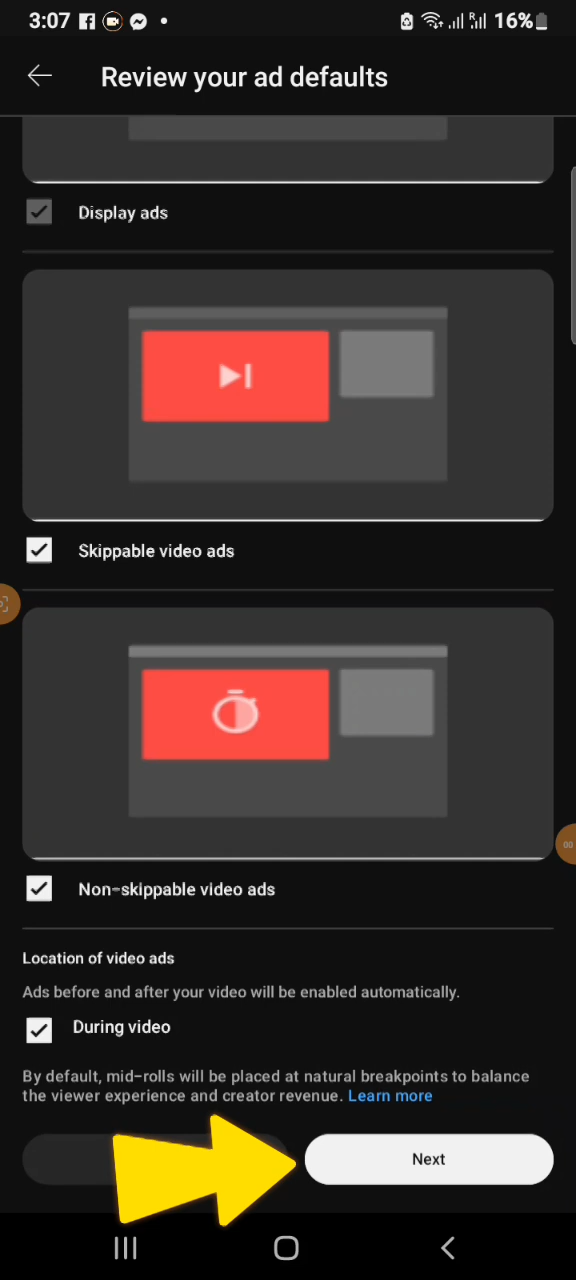 3:07
16%
Review your ad defaults
Display ads
Skippable video ads
Non-skippable video ads
Location of video ads
Ads before and after your video will be enabled automatically.
During video
By default, mid-rolls will be placed at natural breakpoints to balance
the viewer experience and creator revenue. Learn more
Next
00